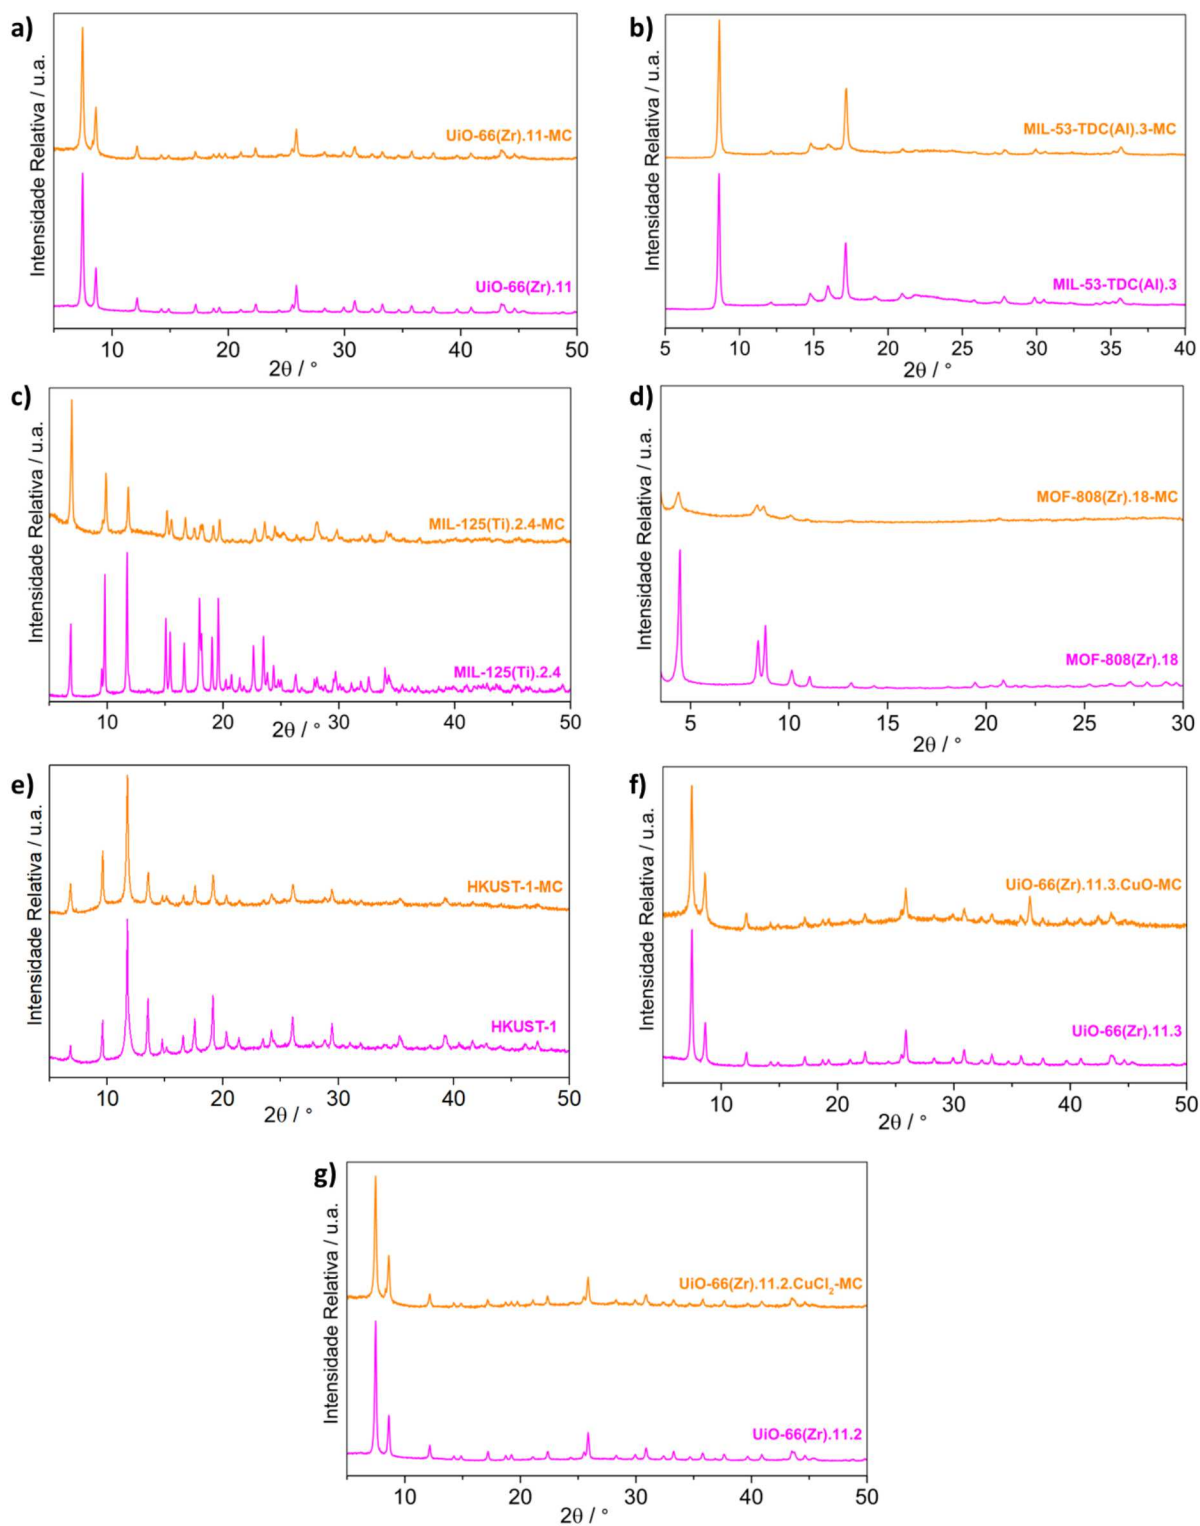 a)
Intensidade Relativa / u.a.
UiO-66(Zr).11-MC
UiO-66(Zr).11
10 20 30 40 50
2θ / °
b)
Intensidade Relativa / u.a.
MIL-53-TDC(Al).3-MC
MIL-53-TDC(Al).3
5 10 15 20 25 30 35 40
2θ / °
c)
Intensidade Relativa / u.a.
MIL-125(Ti).2.4-MC
MIL-125(Ti).2.4
10 20 30 40 50
2θ / °
d)
Intensidade Relativa / u.a.
MOF-808(Zr).18-MC
MOF-808(Zr).18
5 10 15 20 25 30
2θ / °
e)
Intensidade Relativa / u.a.
HKUST-1-MC
HKUST-1
10 20 30 40 50
2θ / °
f)
Intensidade Relativa / u.a.
UiO-66(Zr).11.3.CuO-MC
UiO-66(Zr).11.3
10 20 30 40 50
2θ / °
g)
Intensidade Relativa / u.a.
UiO-66(Zr).11.2.CuCl₂-MC
UiO-66(Zr).11.2
10 20 30 40 50
2θ / °